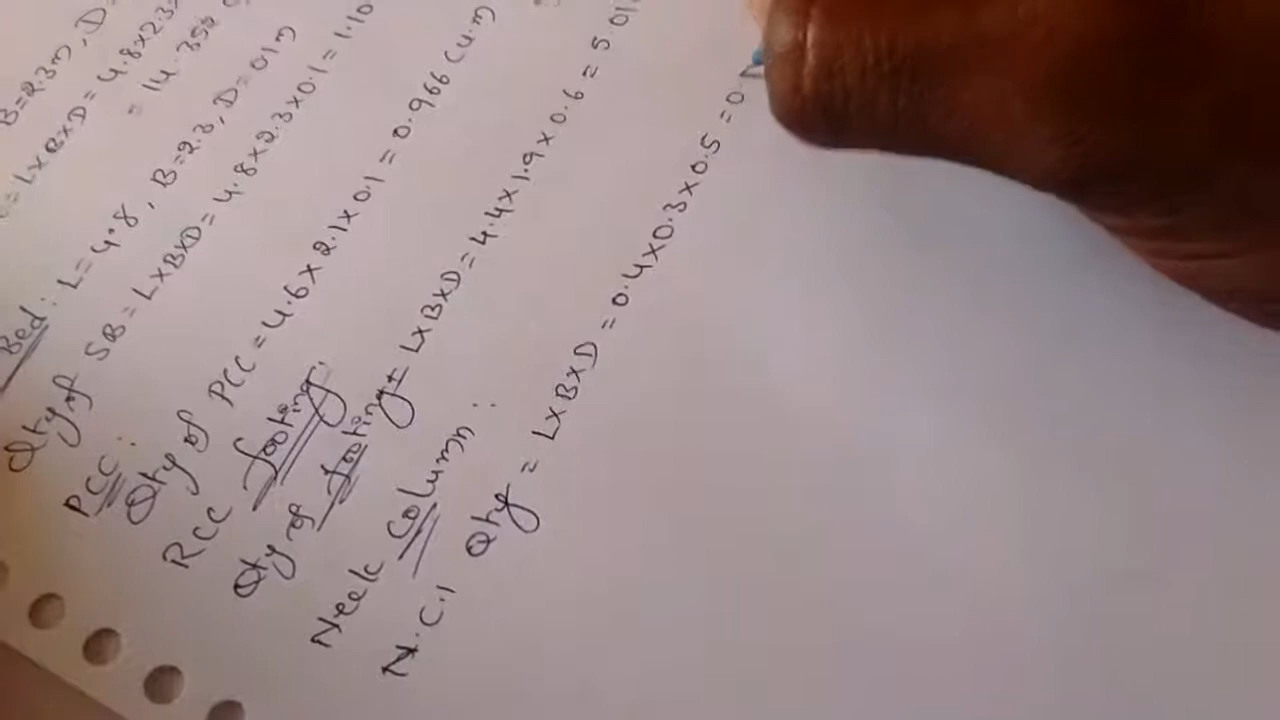 B=2.3m, D
= L×B×D = 4.8×2.3
= 14.35
Bed: L=4.8, B=2.3, D=01m
Qty of SB = L×B×D = 4.8×2.3×0.1 = 1.10
PCC:
Qty of PCC = 4.6×2.1×0.1 = 0.966 Cu.m
RCC footing:
Qty of footing = L×B×D = 4.4×1.9×0.6 = 5.01
Neek Column:
N.C.1 Qty = L×B×D = 0.4×0.3×0.5 = 0.